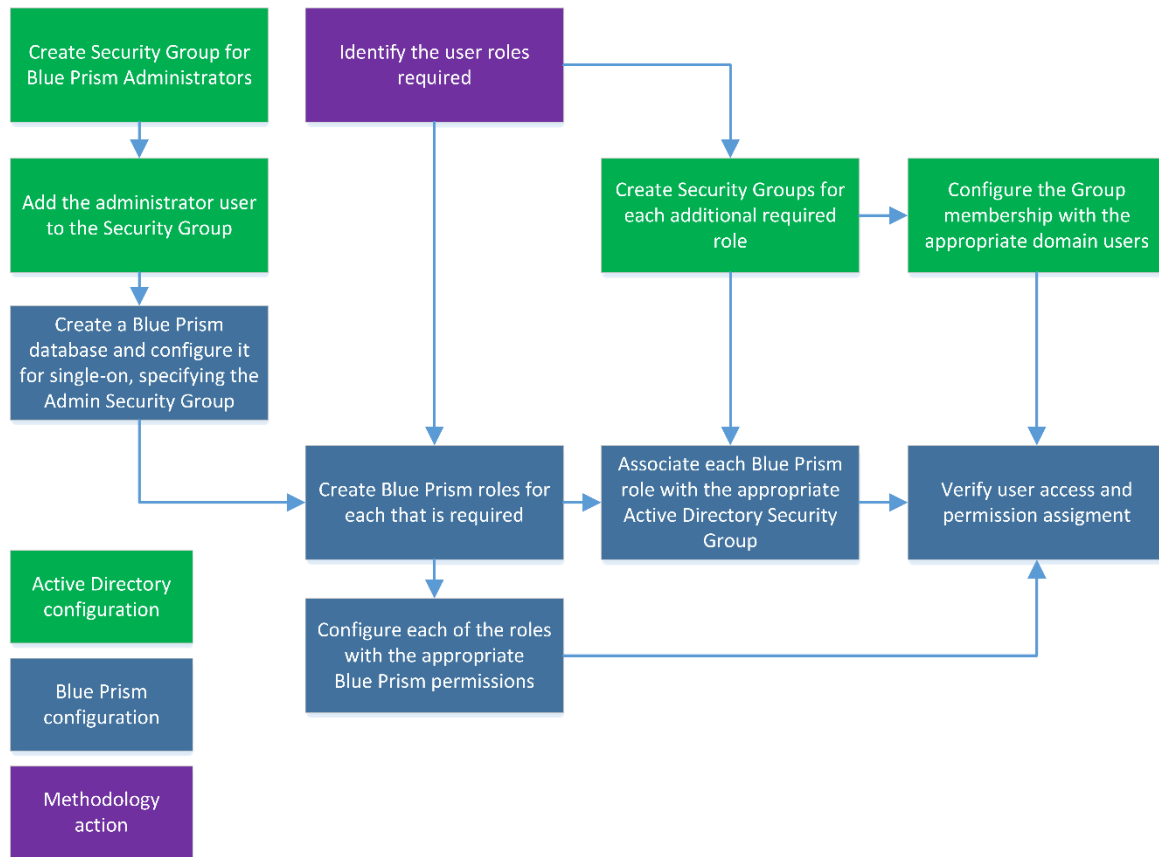 Create Security Group for
Blue Prism Administrators
Identify the user roles
required
Add the administrator user
to the Security Group
Create Security Groups for
each additional required
role
Configure the Group
membership with the
appropriate domain users
Create a Blue Prism
database and configure it
for single-on, specifying the
Admin Security Group
Create Blue Prism roles for
each that is required
Associate each Blue Prism
role with the appropriate
Active Directory Security
Group
Verify user access and
permission assigment
Configure each of the roles
with the appropriate
Blue Prism permissions
Active Directory
configuration
Blue Prism
configuration
Methodology
action